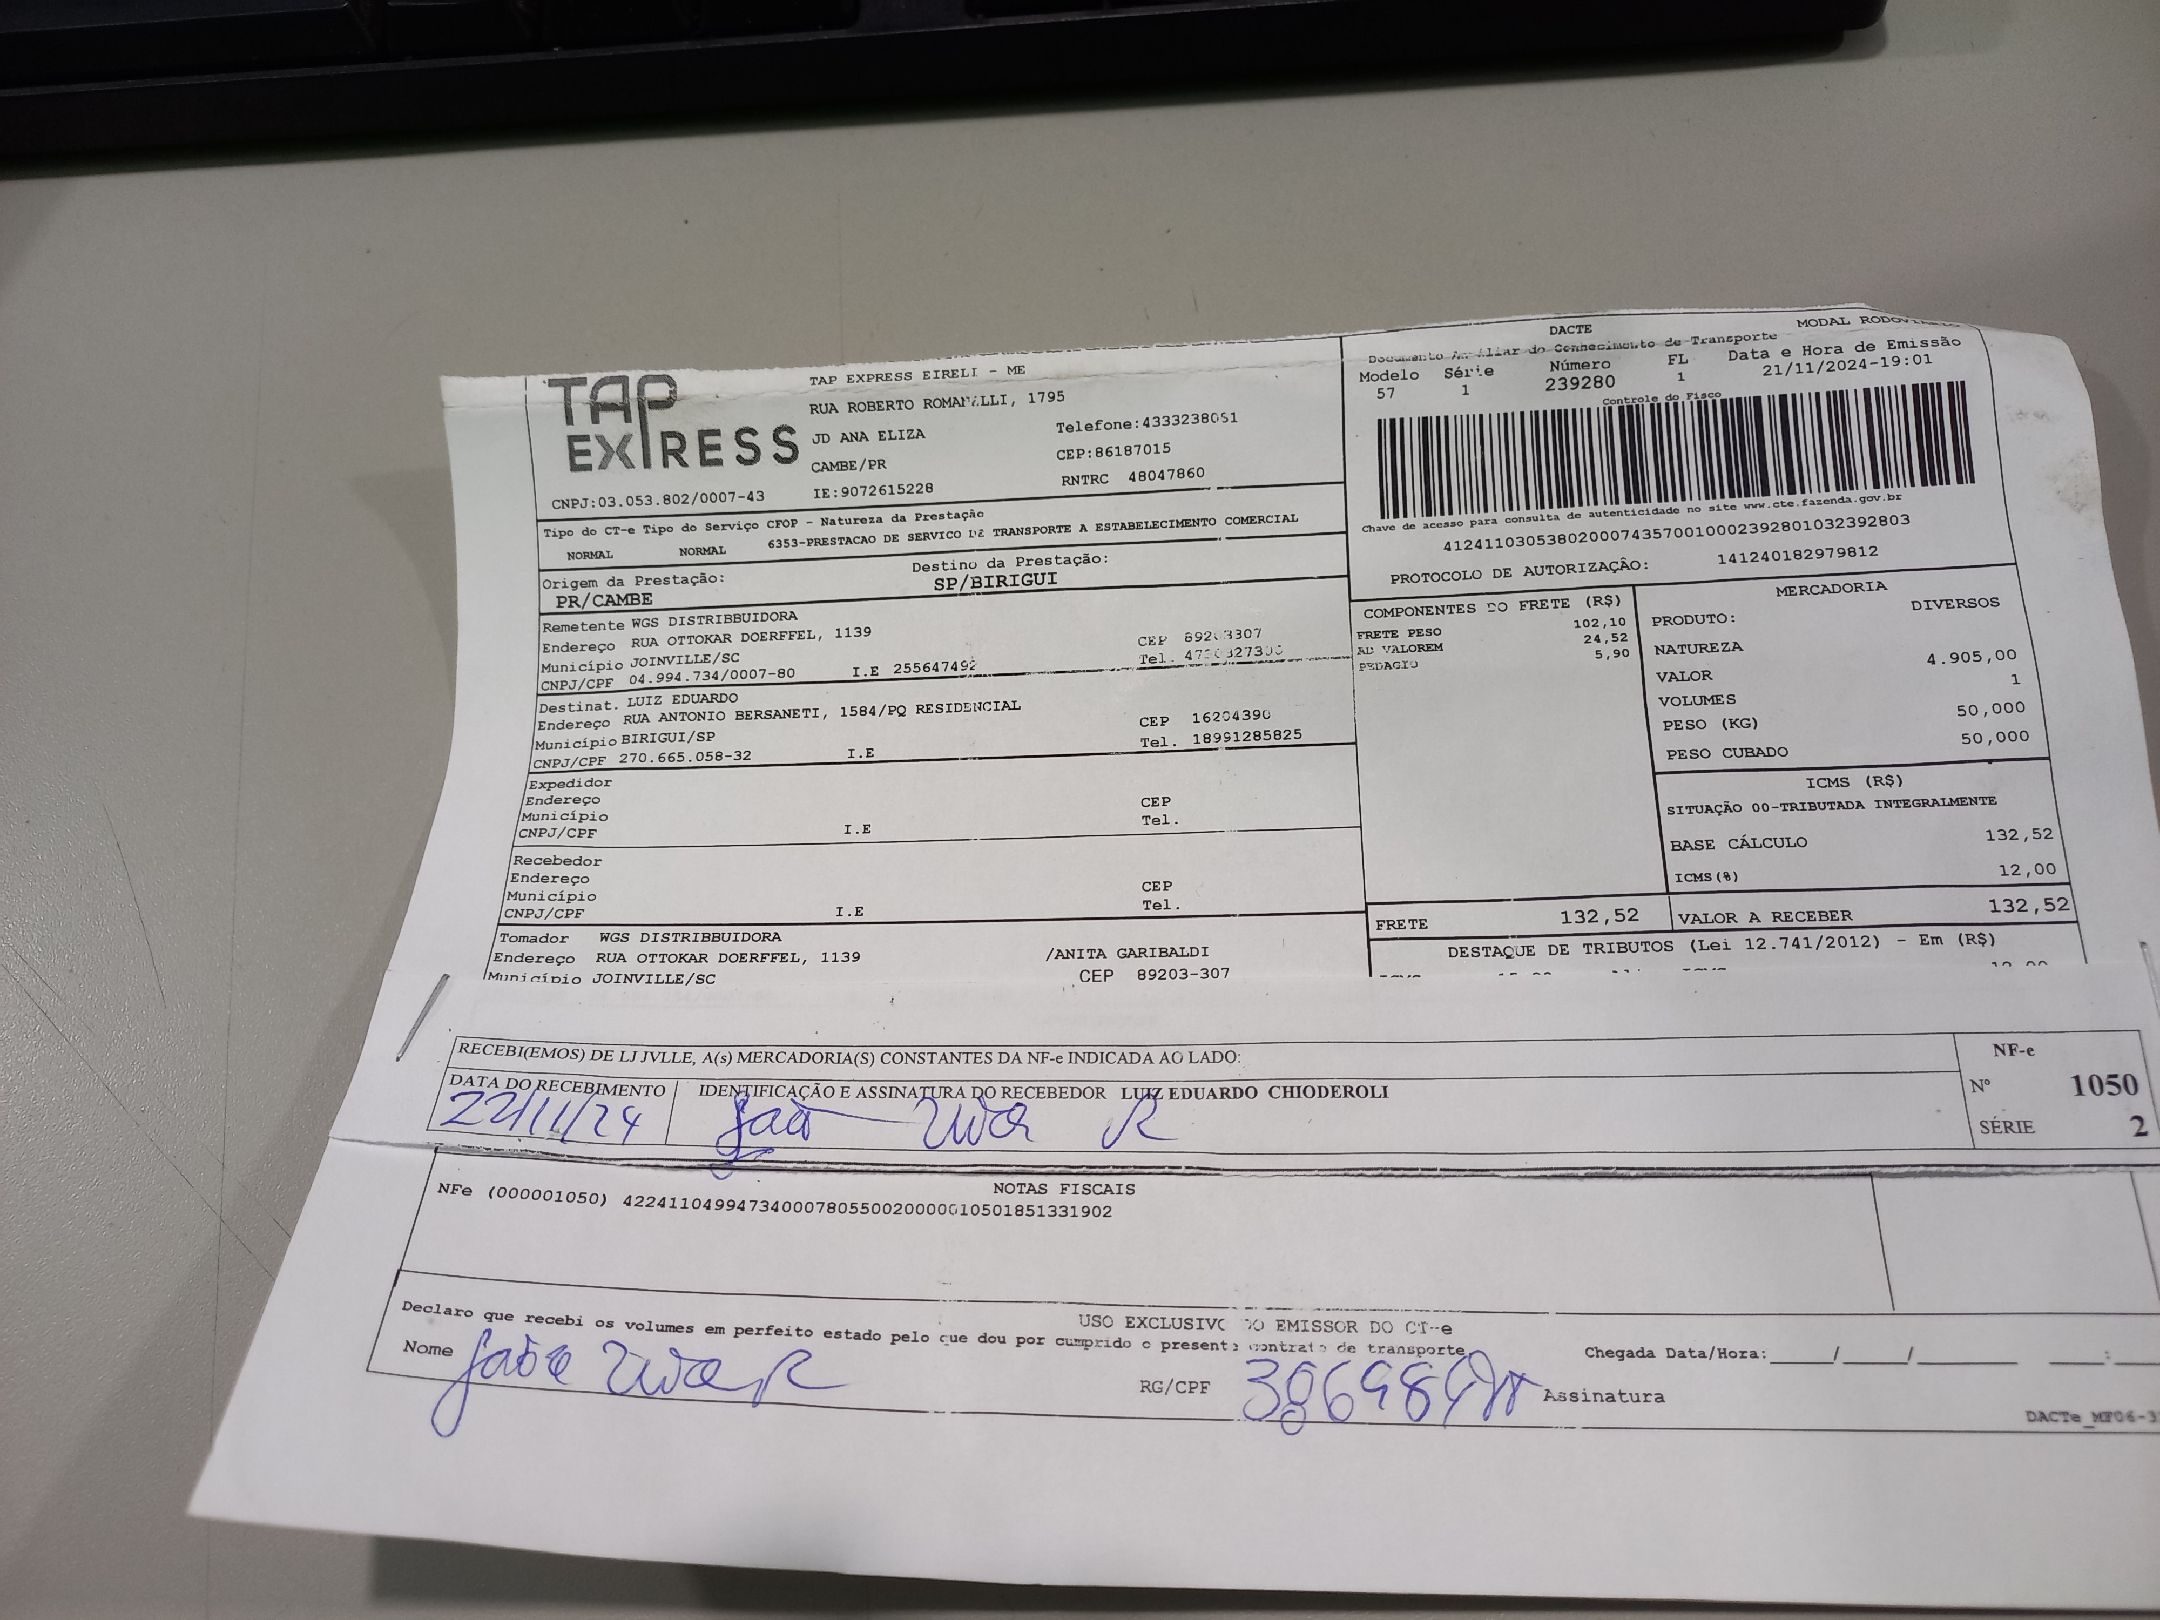 TAP EXPRESS
TAP EXPRESS EIRELI - ME
RUA ROBERTO ROMANELLI, 1795
JD ANA ELIZA
CAMBE/PR
Telefone:4333238051
CEP:86187015
RNTRC 48047860
CNPJ:03.053.802/0007-43 IE:9072615228
DACTE
MODAL
Documento Auxiliar do Conhecimento de Transporte
Modelo Série Número FL Data e Hora de Emissão
57 1 239280 1 21/11/2024-19:01
Controle do Fisco
Chave de acesso para consulta de autenticidade no site www.cte.fazenda.gov.br
41241103053802000743570010002392801032392803
PROTOCOLO DE AUTORIZAÇÃO: 141240182979812
Tipo do CT-e Tipo do Serviço CFOP - Natureza da Prestação
NORMAL NORMAL 6353-PRESTACAO DE SERVICO DE TRANSPORTE A ESTABELECIMENTO COMERCIAL
Origem da Prestação: Destino da Prestação:
PR/CAMBE SP/BIRIGUI
Remetente WGS DISTRIBBUIDORA
Endereço RUA OTTOKAR DOERFFEL, 1139 CEP
Município JOINVILLE/SC Tel.
CNPJ/CPF 04.994.734/0007-80 I.E 255647492
Destinat. LUIZ EDUARDO
Endereço RUA ANTONIO BERSANETI, 1584/PQ RESIDENCIAL CEP 16204390
Município BIRIGUI/SP Tel. 18991285825
CNPJ/CPF 270.665.058-32 I.E
Expedidor
Endereço CEP
Município Tel.
CNPJ/CPF I.E
Recebedor
Endereço CEP
Município Tel.
CNPJ/CPF I.E
Tomador WGS DISTRIBBUIDORA
Endereço RUA OTTOKAR DOERFFEL, 1139 /ANITA GARIBALDI
Município JOINVILLE/SC CEP 89203-307
COMPONENTES DO FRETE (R$)
FRETE PESO 102,10
AD VALOREM 24,52
PEDAGIO 5,90
MERCADORIA
PRODUTO: DIVERSOS
NATUREZA
VALOR 4.905,00
VOLUMES 1
PESO (KG) 50,000
PESO CUBADO 50,000
ICMS (R$)
SITUAÇÃO 00-TRIBUTADA INTEGRALMENTE
BASE CÁLCULO 132,52
ICMS(%) 12,00
FRETE 132,52 VALOR A RECEBER 132,52
DESTAQUE DE TRIBUTOS (Lei 12.741/2012) - Em (R$)
RECEBI(EMOS) DE LJ JVLLE, A(s) MERCADORIA(S) CONSTANTES DA NF-e INDICADA AO LADO:
DATA DO RECEBIMENTO IDENTIFICAÇÃO E ASSINATURA DO RECEBEDOR LUIZ EDUARDO CHIODEROLI
22/11/24
NF-e
Nº 1050
SÉRIE 2
NOTAS FISCAIS
NFe (000001050) 42241104994734000780550020000010501851331902
USO EXCLUSIVO DO EMISSOR DO CT-e
Declaro que recebi os volumes em perfeito estado pelo que dou por cumprido o presente contrato de transporte
Nome RG/CPF Assinatura
Chegada Data/Hora:___/___/_____ ___: